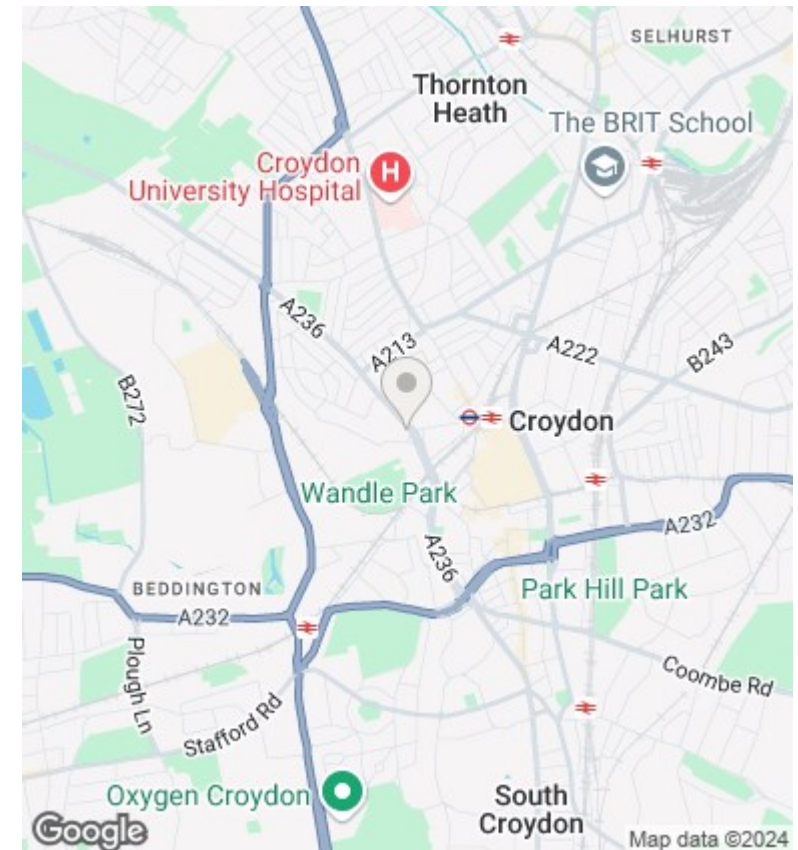 SELHURST
Thornton
Heath
The BRIT School
Croydon
University Hospital
H
A236
A213
A222
B243
B272
Croydon
Wandle Park
A232
A236
BEDDINGTON
A232
Park Hill Park
Plough Ln
Coombe Rd
Stafford Rd
Oxygen Croydon
South
Croydon
Google
Map data ©2024